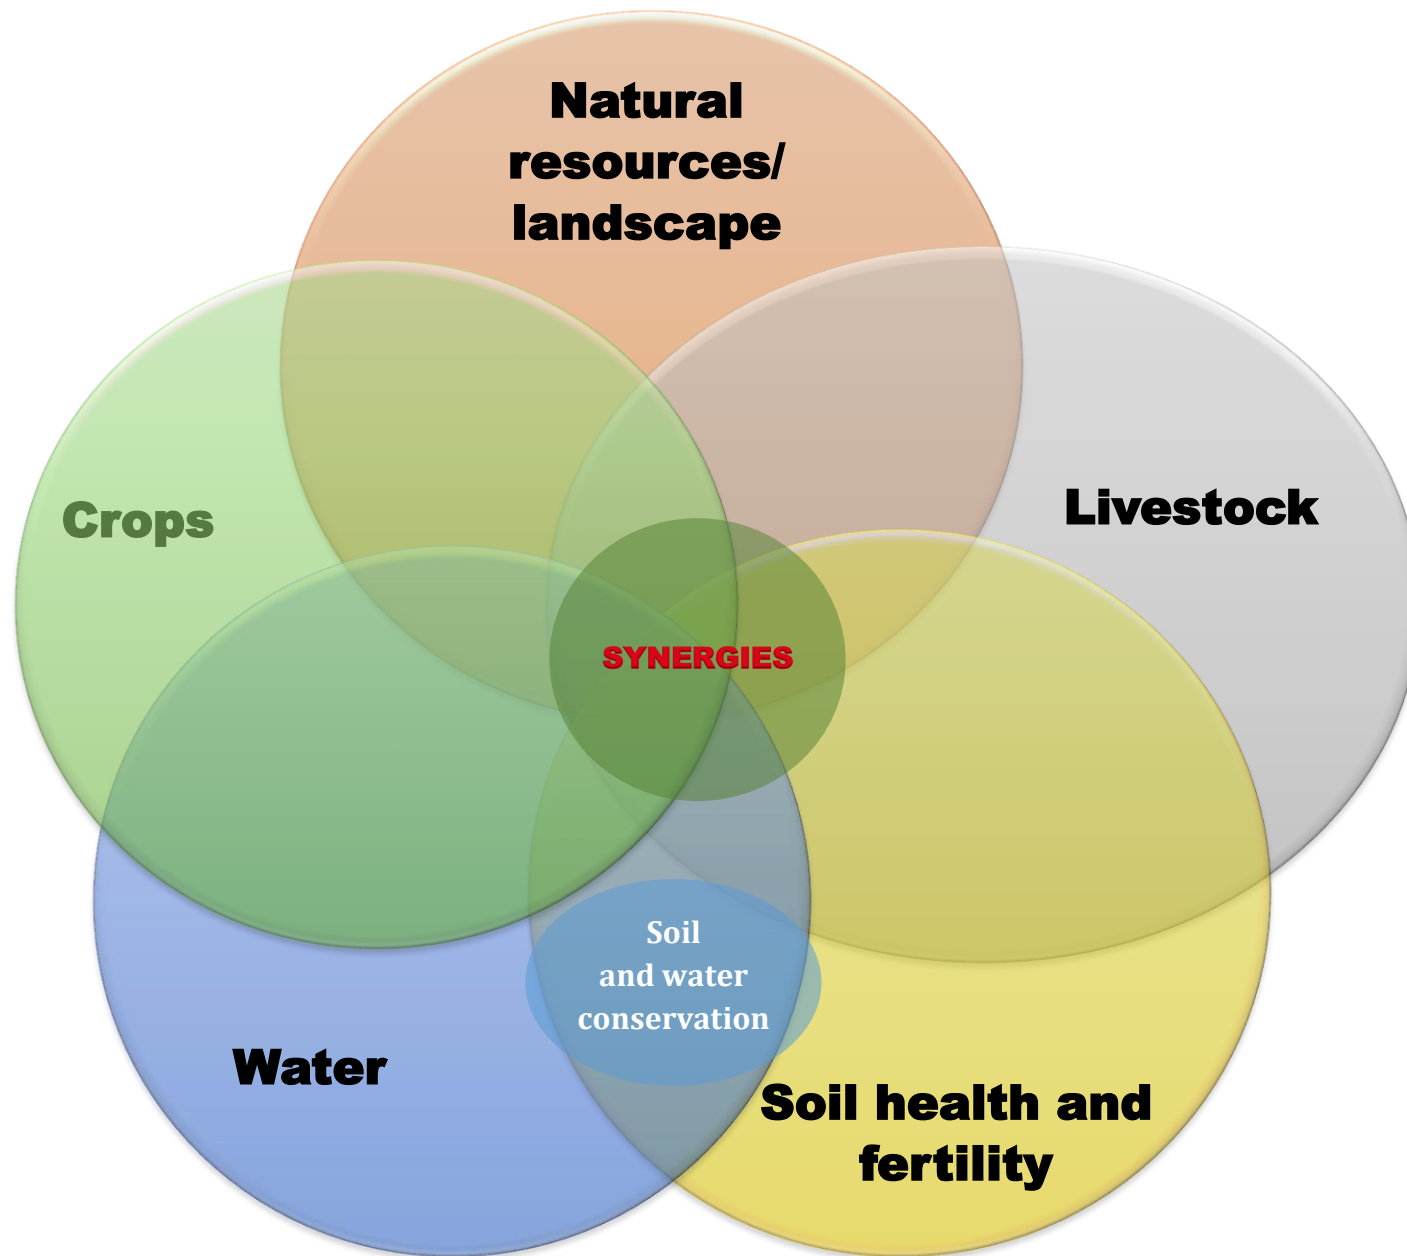 Natural
resources/
landscape
Crops
Livestock
SYNERGIES
Soil
and water
conservation
Water
Soil health and
fertility